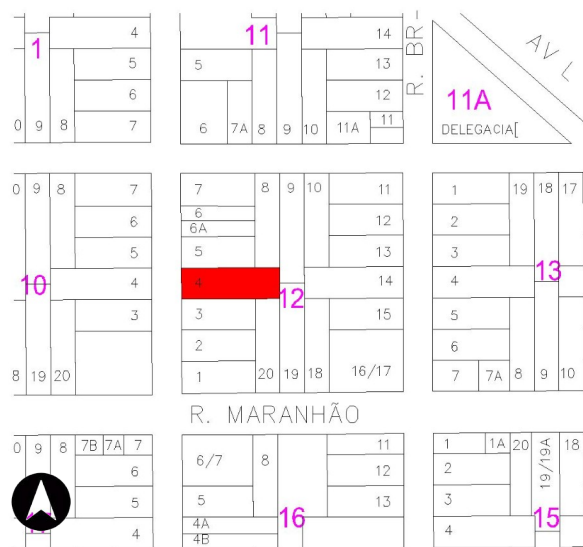 1
4
5
6
0 9 8 7
11
14
5
13
12
6 7A 8 9 10 11A 11
R. BR-
AV L
11A
DELEGACIA[
0 9 8 7
6
5
10
4
3
8 19 20
7 8 9 10 11
6
6A
12
5
13
4
12
14
3
15
2
1 20 19 18 16/17
1 19 18 17
2
3
13
4
5
6
7 7A 8 9 10
R. MARANHÃO
0 9 8 7B 7A 7
6
5
4
6/7 8 11
12
5
13
4A
16
4B
1 1A 20 19/19A 18
2
3
15
4